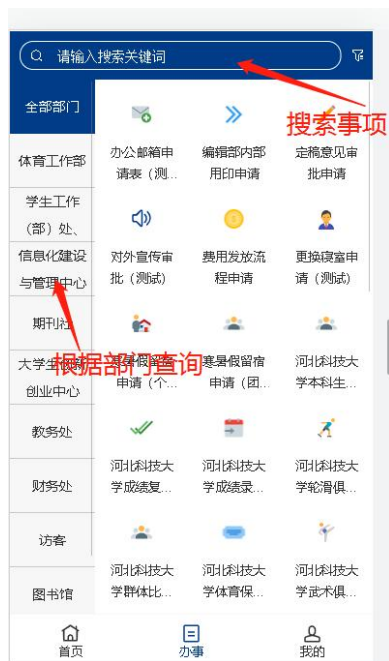 请输入搜索关键词
搜索事项
全部部门
体育工作部
学生工作
（部）处、
信息化建设
与管理中心
期刊社
大学生创新
创业中心
教务处
财务处
访客
图书馆
根据部门查询
办公邮箱申
请表（测...
编辑部内部
用印申请
定稿意见审
批申请
对外宣传审
批（测试）
费用发放流
程申请
更换寝室申
请（测试）
寒暑假留宿
申请（个...
寒暑假留宿
申请（团...
河北科技大
学本科生...
河北科技大
学成绩复...
河北科技大
学成绩录...
河北科技大
学轮滑俱...
河北科技大
学群体比...
河北科技大
学体育保...
河北科技大
学武术俱...
首页
办事
我的